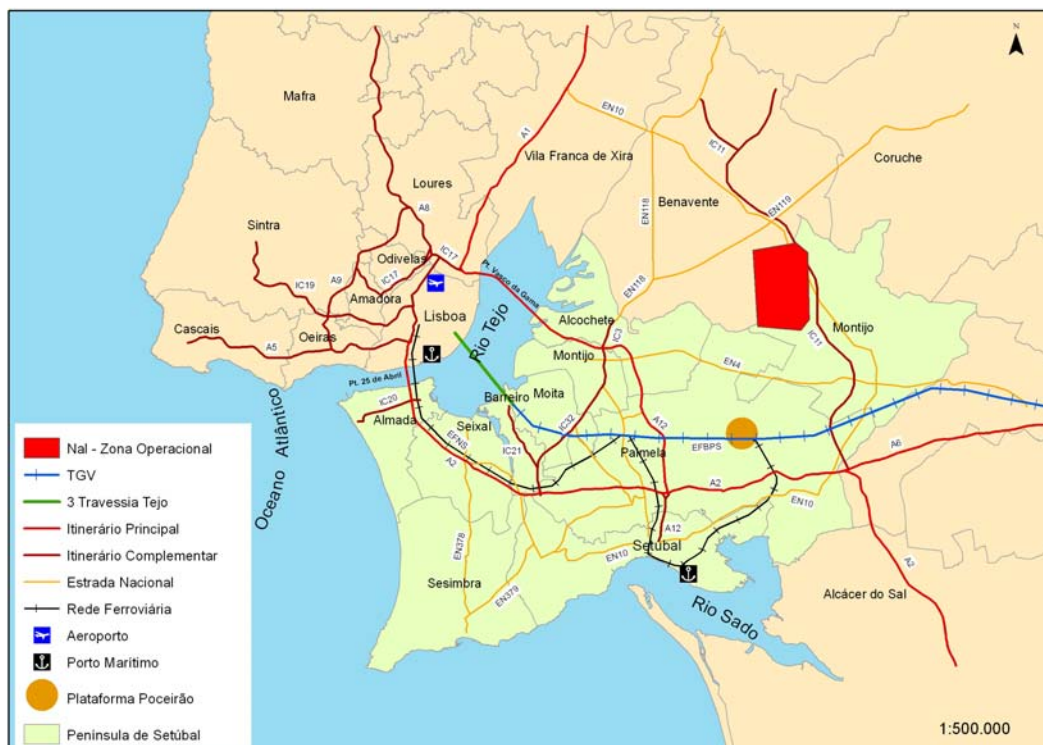 N
Mafra
EN10
A1
Vila Franca de Xira
IC11
Coruche
Loures
Benavente
EN118
EN119
A8
Sintra
IC17
Odivelas
Pt. Vasco da Gama
IC19
A9
IC17
Amadora
EN118
Lisboa
Rio Tejo
Alcochete
IC3
Montijo
Cascais
Oeiras
A5
Montijo
IC11
EN4
Pt. 25 de Abril
Barreiro
Moita
IC20
Almada
Seixal
IC32
A12
EFNS
IC21
Palmela
EFBPS
A6
A2
A2
EN10
Oceano Atlântico
A12
EN378
EN10
Setúbal
Sesimbra
EN379
A2
Rio Sado
Alcácer do Sal
Nal - Zona Operacional
TGV
3 Travessia Tejo
Itinerário Principal
Itinerário Complementar
Estrada Nacional
Rede Ferroviária
Aeroporto
Porto Maritimo
Plataforma Poceirão
Península de Setúbal
1:500.000